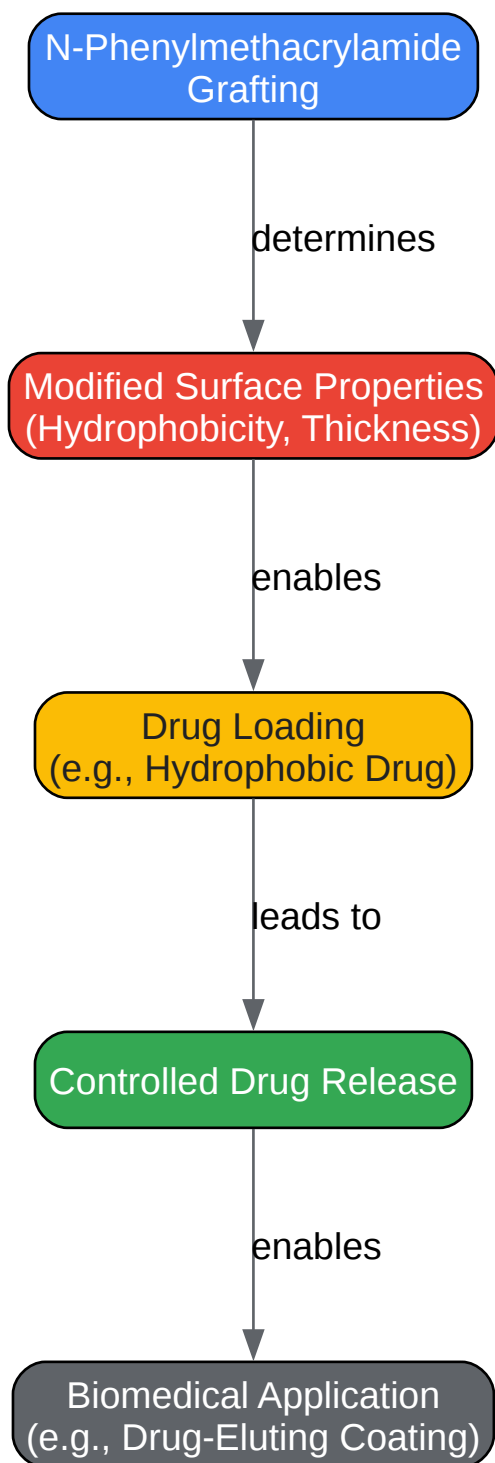 N-Phenylmethacrylamide
Grafting
determines
Modified Surface Properties
(Hydrophobicity, Thickness)
enables
Drug Loading
(e.g., Hydrophobic Drug)
leads to
Controlled Drug Release
enables
Biomedical Application
(e.g., Drug-Eluting Coating)